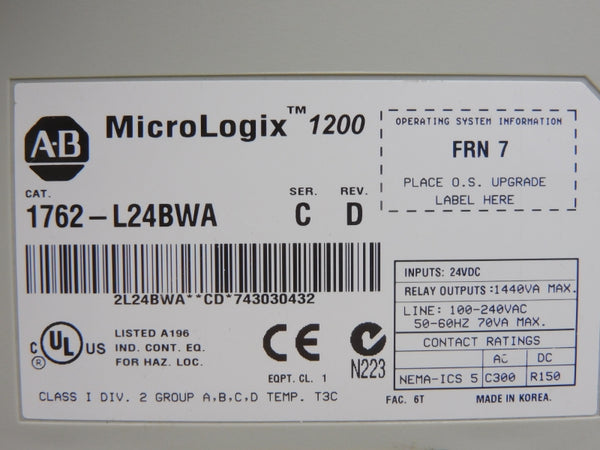 A-B MicroLogix™ 1200
OPERATING SYSTEM INFORMATION
FRN 7
PLACE O.S. UPGRADE
LABEL HERE
CAT. SER. REV.
1762-L24BWA C D
2L24BWA**CD*743030432
INPUTS: 24VDC
RELAY OUTPUTS:1440VA MAX.
LINE: 100-240VAC
50-60HZ 70VA MAX.
CONTACT RATINGS
AC DC
NEMA-ICS 5 C300 R150
C UL US ®
LISTED A196
IND. CONT. EQ.
FOR HAZ. LOC.
CE
EQPT. CL. 1
N223
CLASS I DIV. 2 GROUP A,B,C,D TEMP. T3C
FAC. 6T MADE IN KOREA.